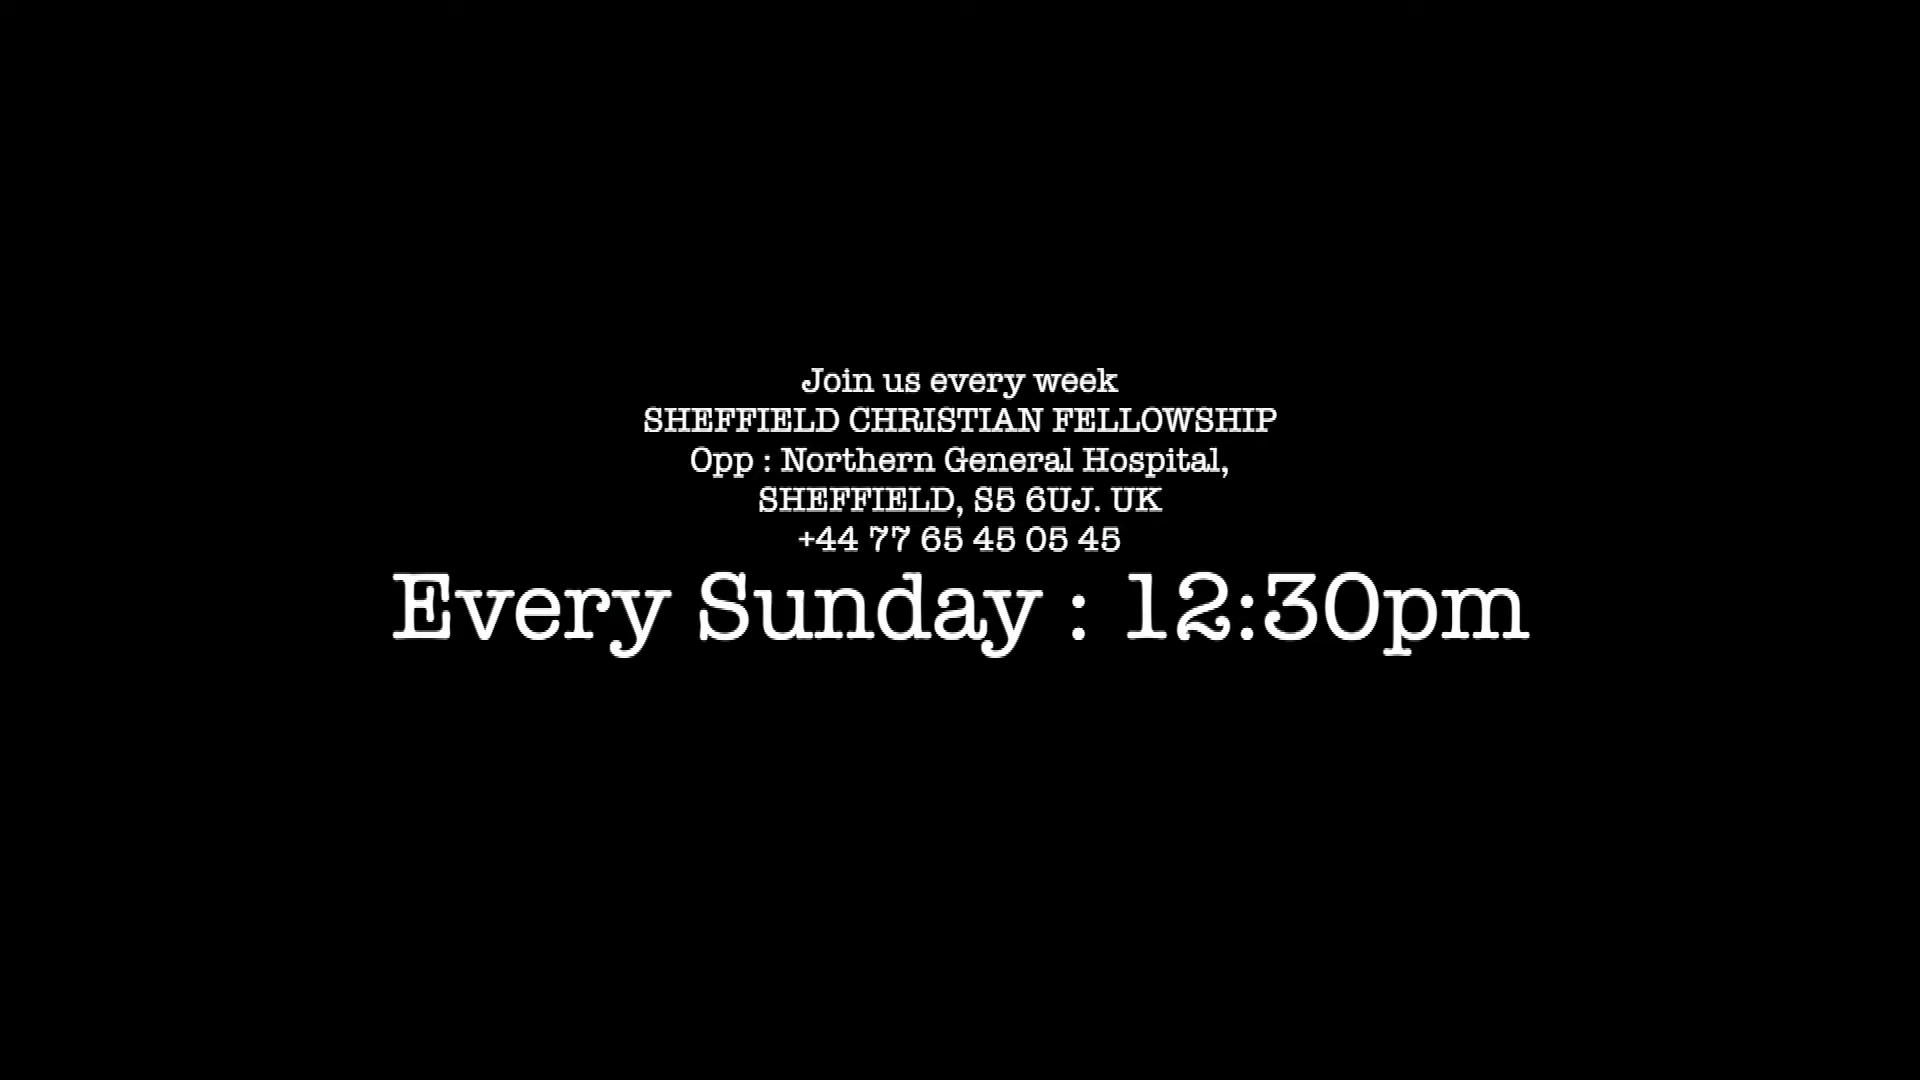 Join us every week
SHEFFIELD CHRISTIAN FELLOWSHIP
Opp : Northern General Hospital,
SHEFFIELD, S5 6UJ. UK
+44 77 65 45 05 45
Every Sunday : 12:30pm